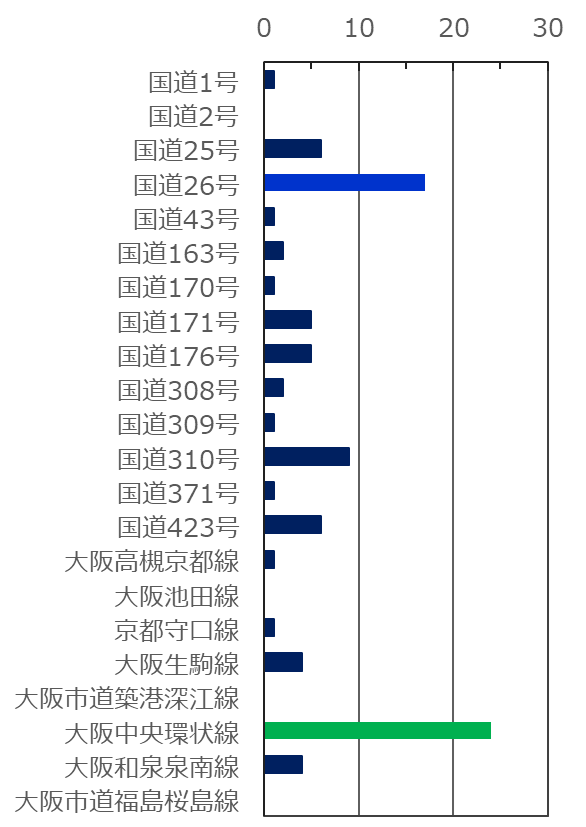 0 10 20 30
国道1号
国道2号
国道25号
国道26号
国道43号
国道163号
国道170号
国道171号
国道176号
国道308号
国道309号
国道310号
国道371号
国道423号
大阪高槻京都線
大阪池田線
京都守口線
大阪生駒線
大阪市道築港深江線
大阪中央環状線
大阪和泉泉南線
大阪市道福島桜島線